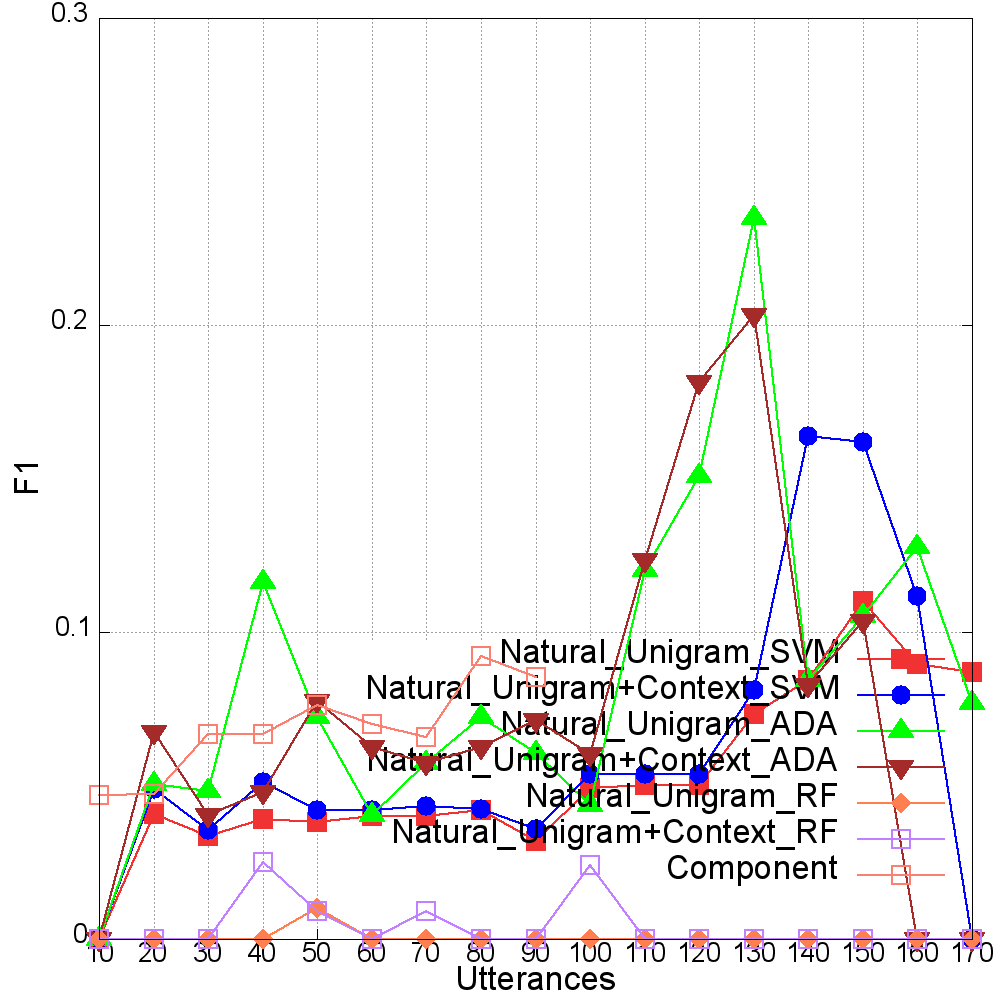 0.3
0.2
0.1
0
F1
Natural_Unigram_SVM
Natural_Unigram+Context_SVM
Natural_Unigram_ADA
Natural_Unigram+Context_ADA
Natural_Unigram_RF
Natural_Unigram+Context_RF
Component
10 20 30 40 50 60 70 80 90 100 110 120 130 140 150 160 170
Utterances